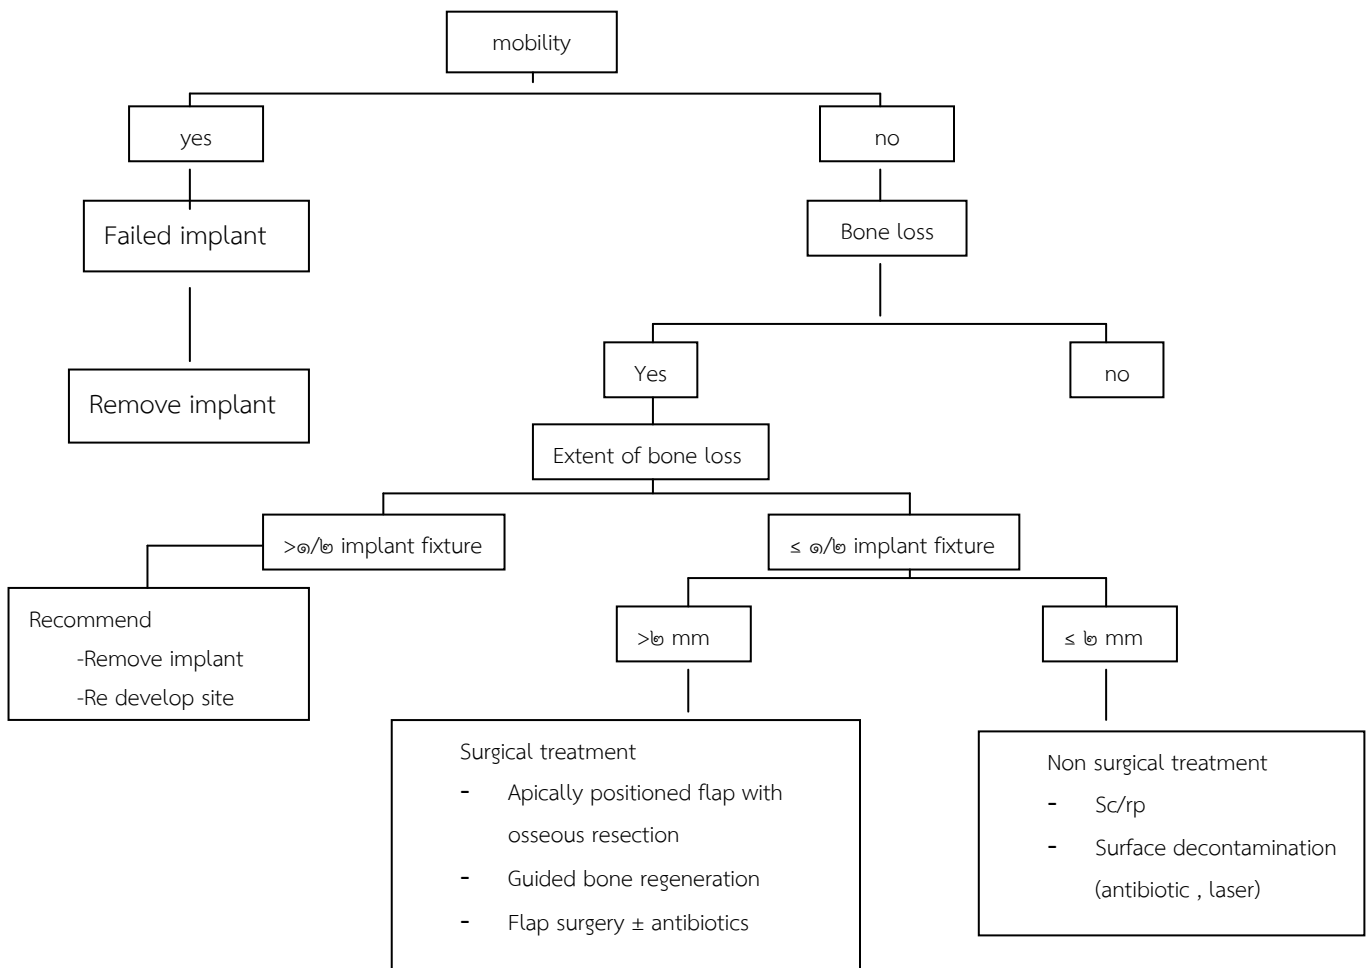 mobility
yes
no
Failed implant
Bone loss
Remove implant
Yes
no
Extent of bone loss
>๑/๒ implant fixture
≤ ๑/๒ implant fixture
Recommend
-Remove implant
-Re develop site
>๒ mm
≤ ๒ mm
Surgical treatment
- Apically positioned flap with
osseous resection
- Guided bone regeneration
- Flap surgery ± antibiotics
Non surgical treatment
- Sc/rp
- Surface decontamination
(antibiotic , laser)